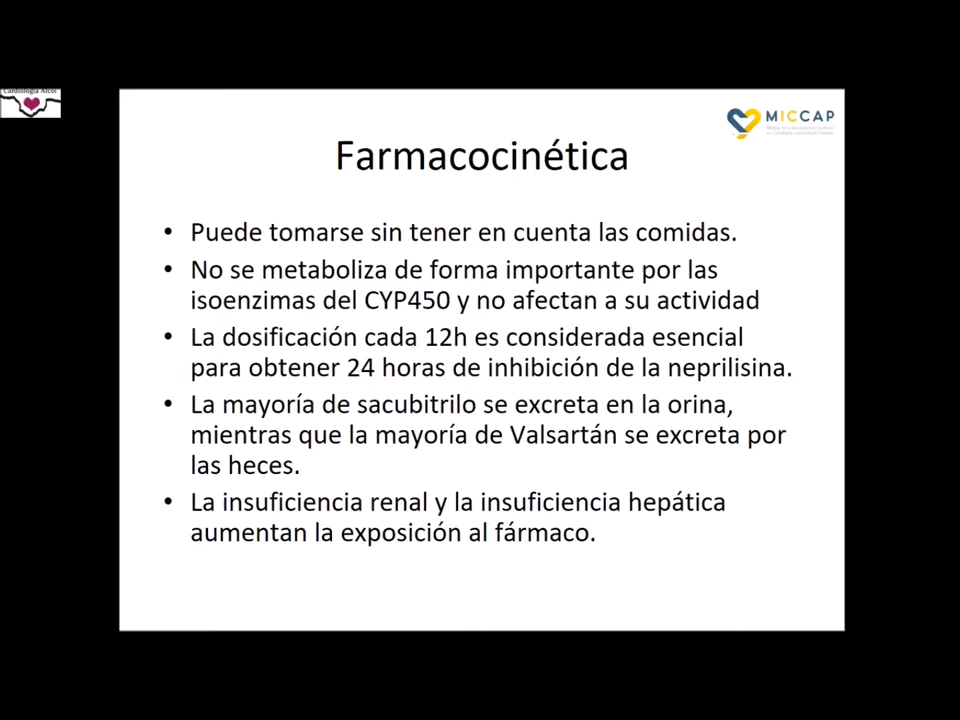 Cardiología Alcoi
MICCAP
Farmacocinética
• Puede tomarse sin tener en cuenta las comidas.
• No se metaboliza de forma importante por las
isoenzimas del CYP450 y no afectan a su actividad
• La dosificación cada 12h es considerada esencial
para obtener 24 horas de inhibición de la neprilisina.
• La mayoría de sacubitrilo se excreta en la orina,
mientras que la mayoría de Valsartán se excreta por
las heces.
• La insuficiencia renal y la insuficiencia hepática
aumentan la exposición al fármaco.